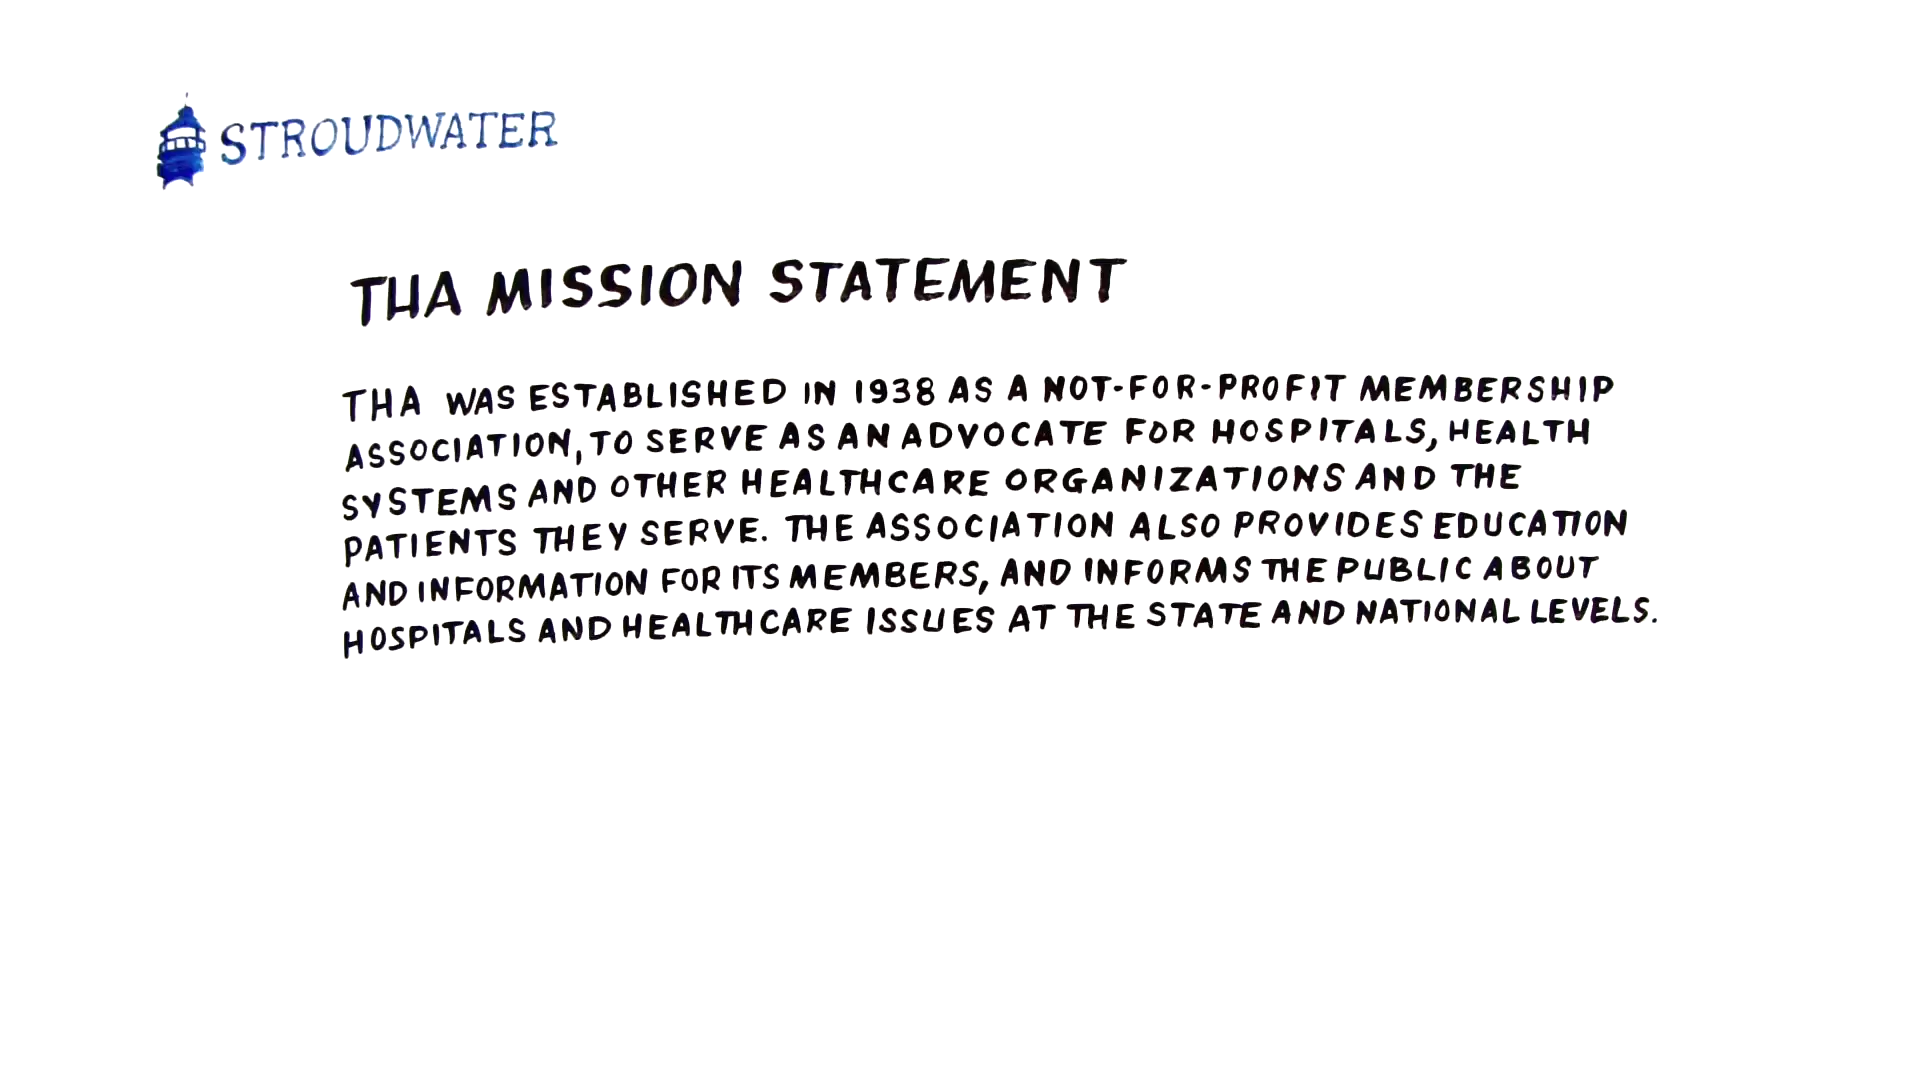 STROUDWATER
THA MISSION STATEMENT
THA WAS ESTABLISHED IN 1938 AS A NOT-FOR-PROFIT MEMBERSHIP
ASSOCIATION, TO SERVE AS AN ADVOCATE FOR HOSPITALS, HEALTH
SYSTEMS AND OTHER HEALTHCARE ORGANIZATIONS AND THE
PATIENTS THEY SERVE. THE ASSOCIATION ALSO PROVIDES EDUCATION
AND INFORMATION FOR ITS MEMBERS, AND INFORMS THE PUBLIC ABOUT
HOSPITALS AND HEALTHCARE ISSUES AT THE STATE AND NATIONAL LEVELS.